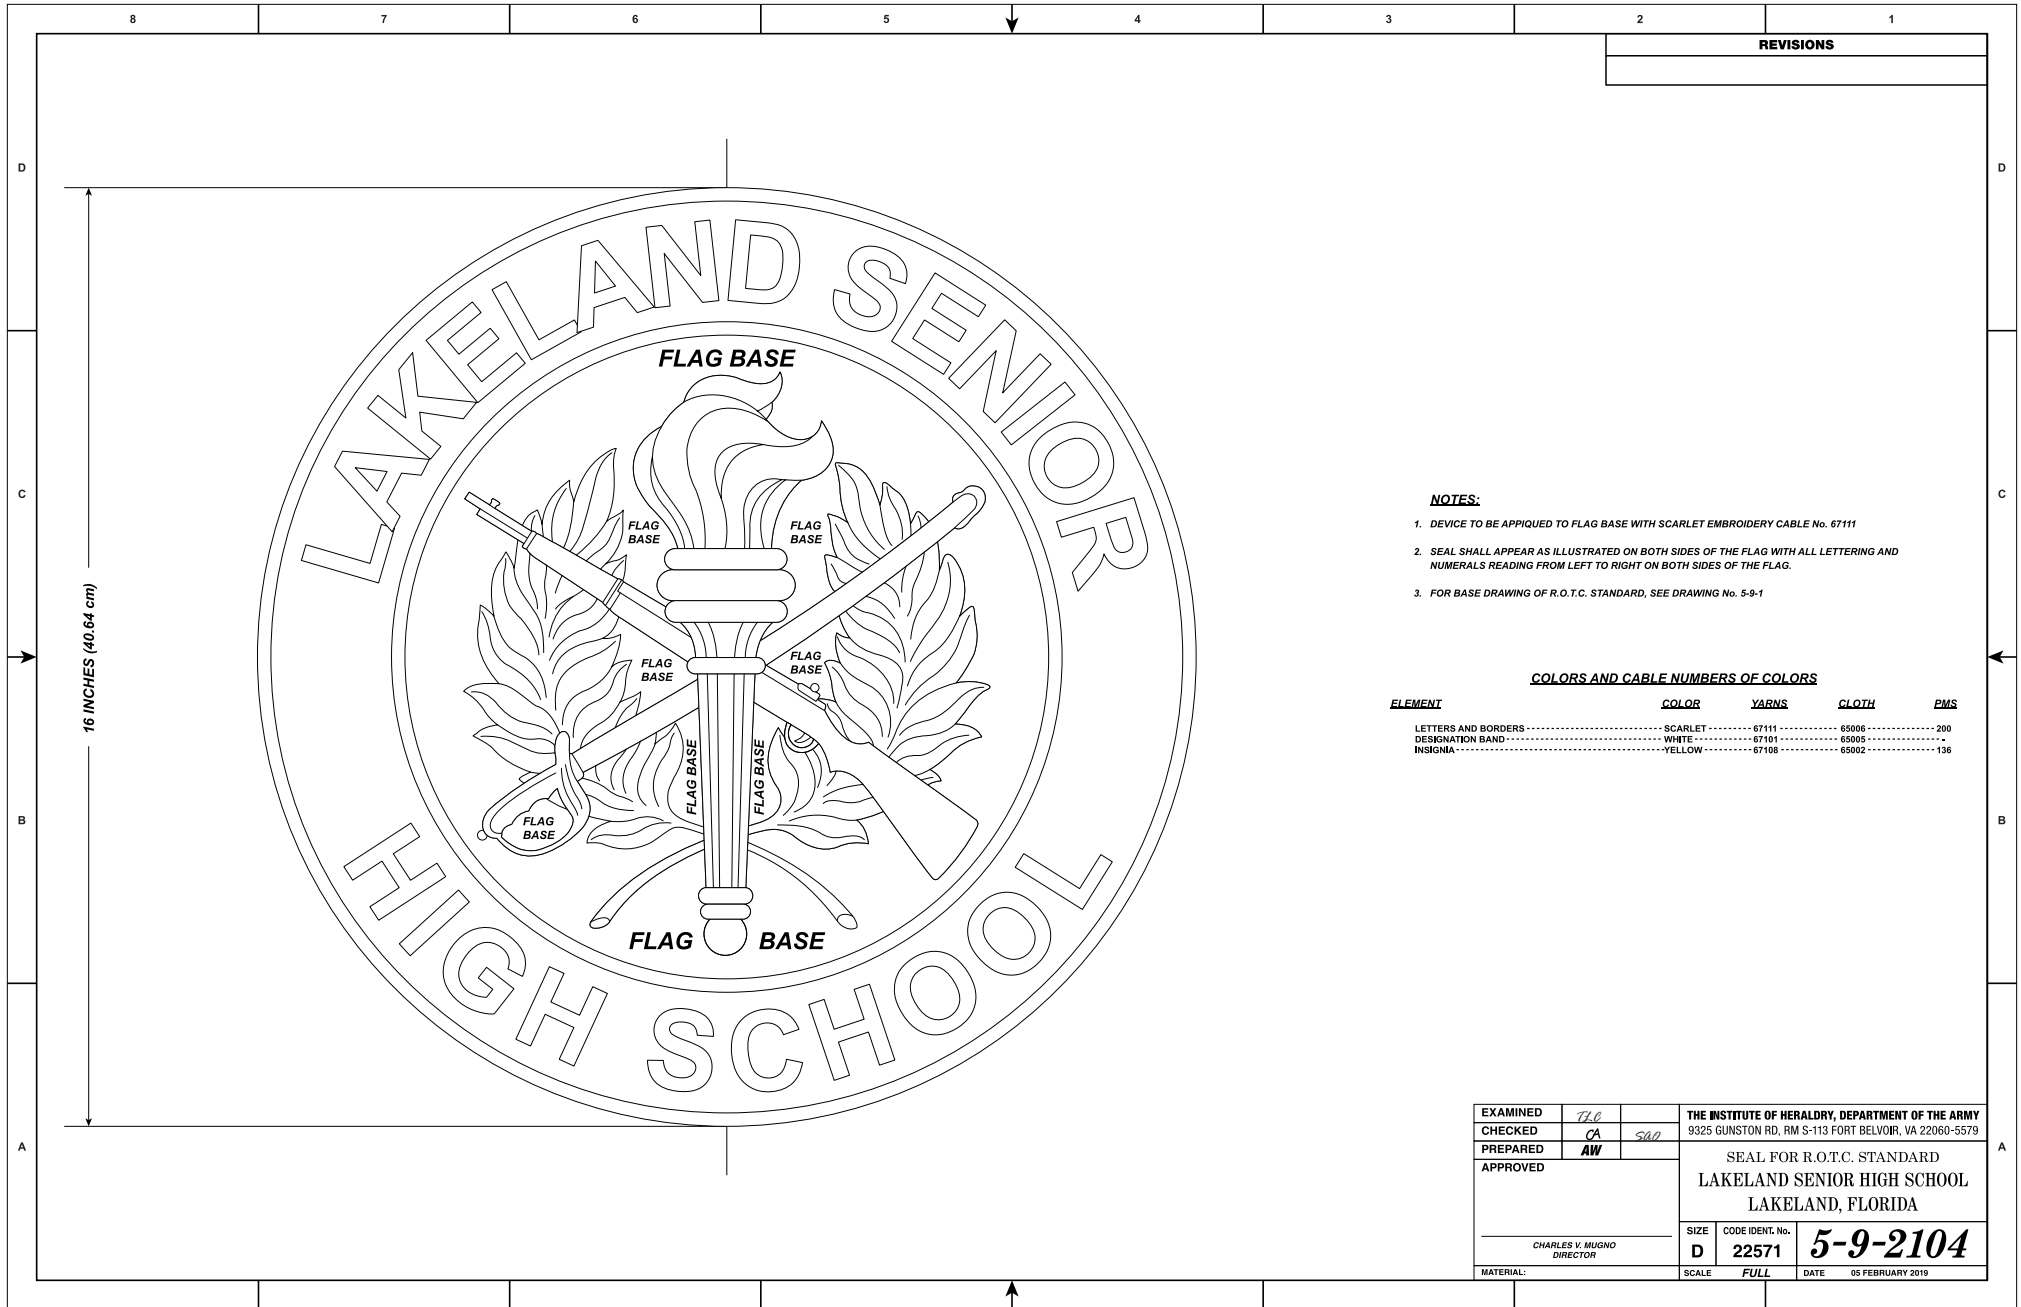 8 7 6 5 4 3 2 1
REVISIONS
D D
LAKELAND SENIOR
FLAG BASE
C C
NOTES:
FLAG
BASE
FLAG
BASE
1. DEVICE TO BE APPIQUED TO FLAG BASE WITH SCARLET EMBROIDERY CABLE No. 67111
2. SEAL SHALL APPEAR AS ILLUSTRATED ON BOTH SIDES OF THE FLAG WITH ALL LETTERING AND
NUMERALS READING FROM LEFT TO RIGHT ON BOTH SIDES OF THE FLAG.
3. FOR BASE DRAWING OF R.O.T.C. STANDARD, SEE DRAWING No. 5-9-1
16 INCHES (40.64 cm)
FLAG
BASE
FLAG
BASE
COLORS AND CABLE NUMBERS OF COLORS
ELEMENT COLOR YARNS CLOTH PMS
LETTERS AND BORDERS SCARLET 67111 65006 200
DESIGNATION BAND WHITE 67101 65005 -
INSIGNIA YELLOW 67108 65002 136
FLAG BASE
FLAG BASE
FLAG
BASE
B B
FLAG BASE
HIGH SCHOOL
A A
EXAMINED TLC
CHECKED CA SAO
PREPARED AW
APPROVED
CHARLES V. MUGNO
DIRECTOR
MATERIAL:
THE INSTITUTE OF HERALDRY, DEPARTMENT OF THE ARMY
9325 GUNSTON RD, RM S-113 FORT BELVOIR, VA 22060-5579
SEAL FOR R.O.T.C. STANDARD
LAKELAND SENIOR HIGH SCHOOL
LAKELAND, FLORIDA
SIZE
D
CODE IDENT. No.
22571
5-9-2104
SCALE FULL
DATE 05 FEBRUARY 2019